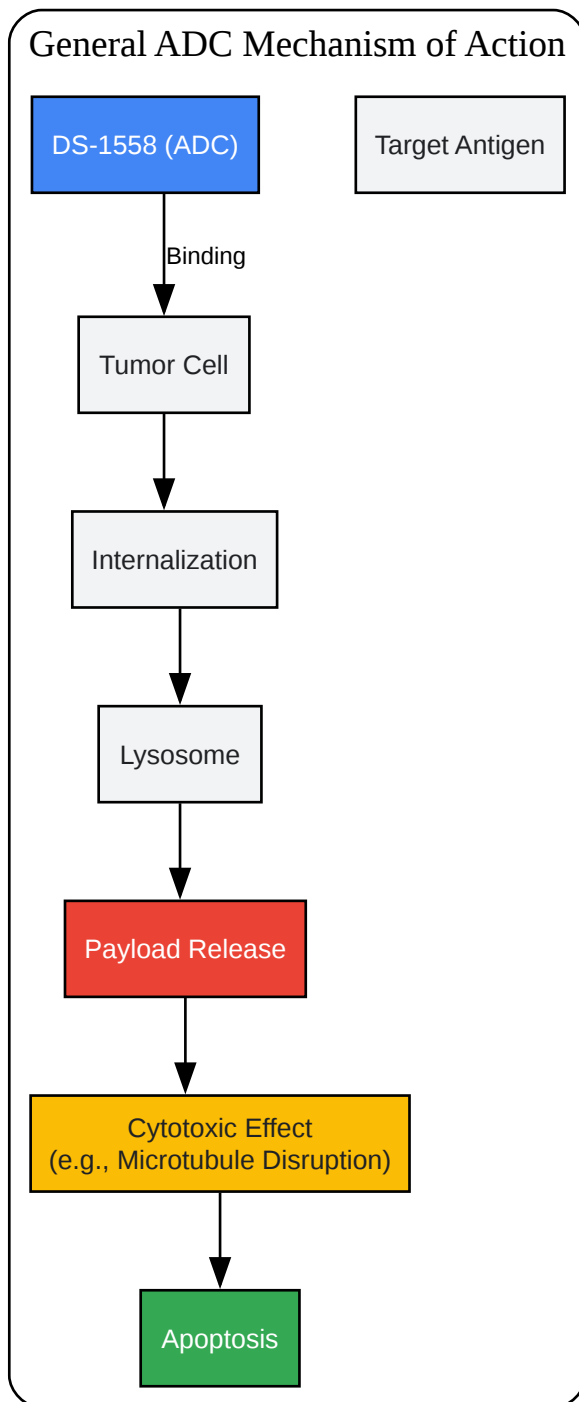 General ADC Mechanism of Action
DS-1558 (ADC)
Target Antigen
Binding
Tumor Cell
Internalization
Lysosome
Payload Release
Cytotoxic Effect
(e.g., Microtubule Disruption)
Apoptosis